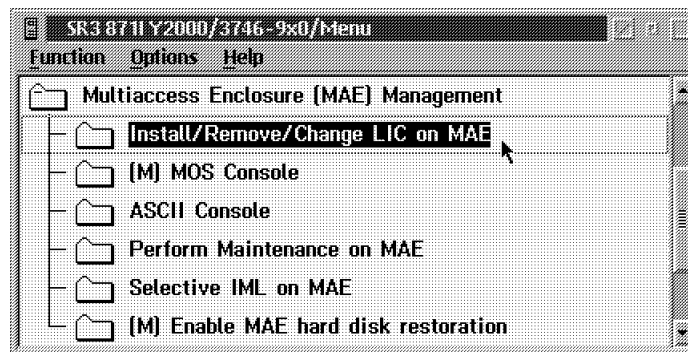 SR3 871I Y2000/3746-9x0/Menu
Function Options Help
Multiaccess Enclosure (MAE) Management
Install/Remove/Change LIC on MAE
(M) MOS Console
ASCII Console
Perform Maintenance on MAE
Selective IML on MAE
(M) Enable MAE hard disk restoration